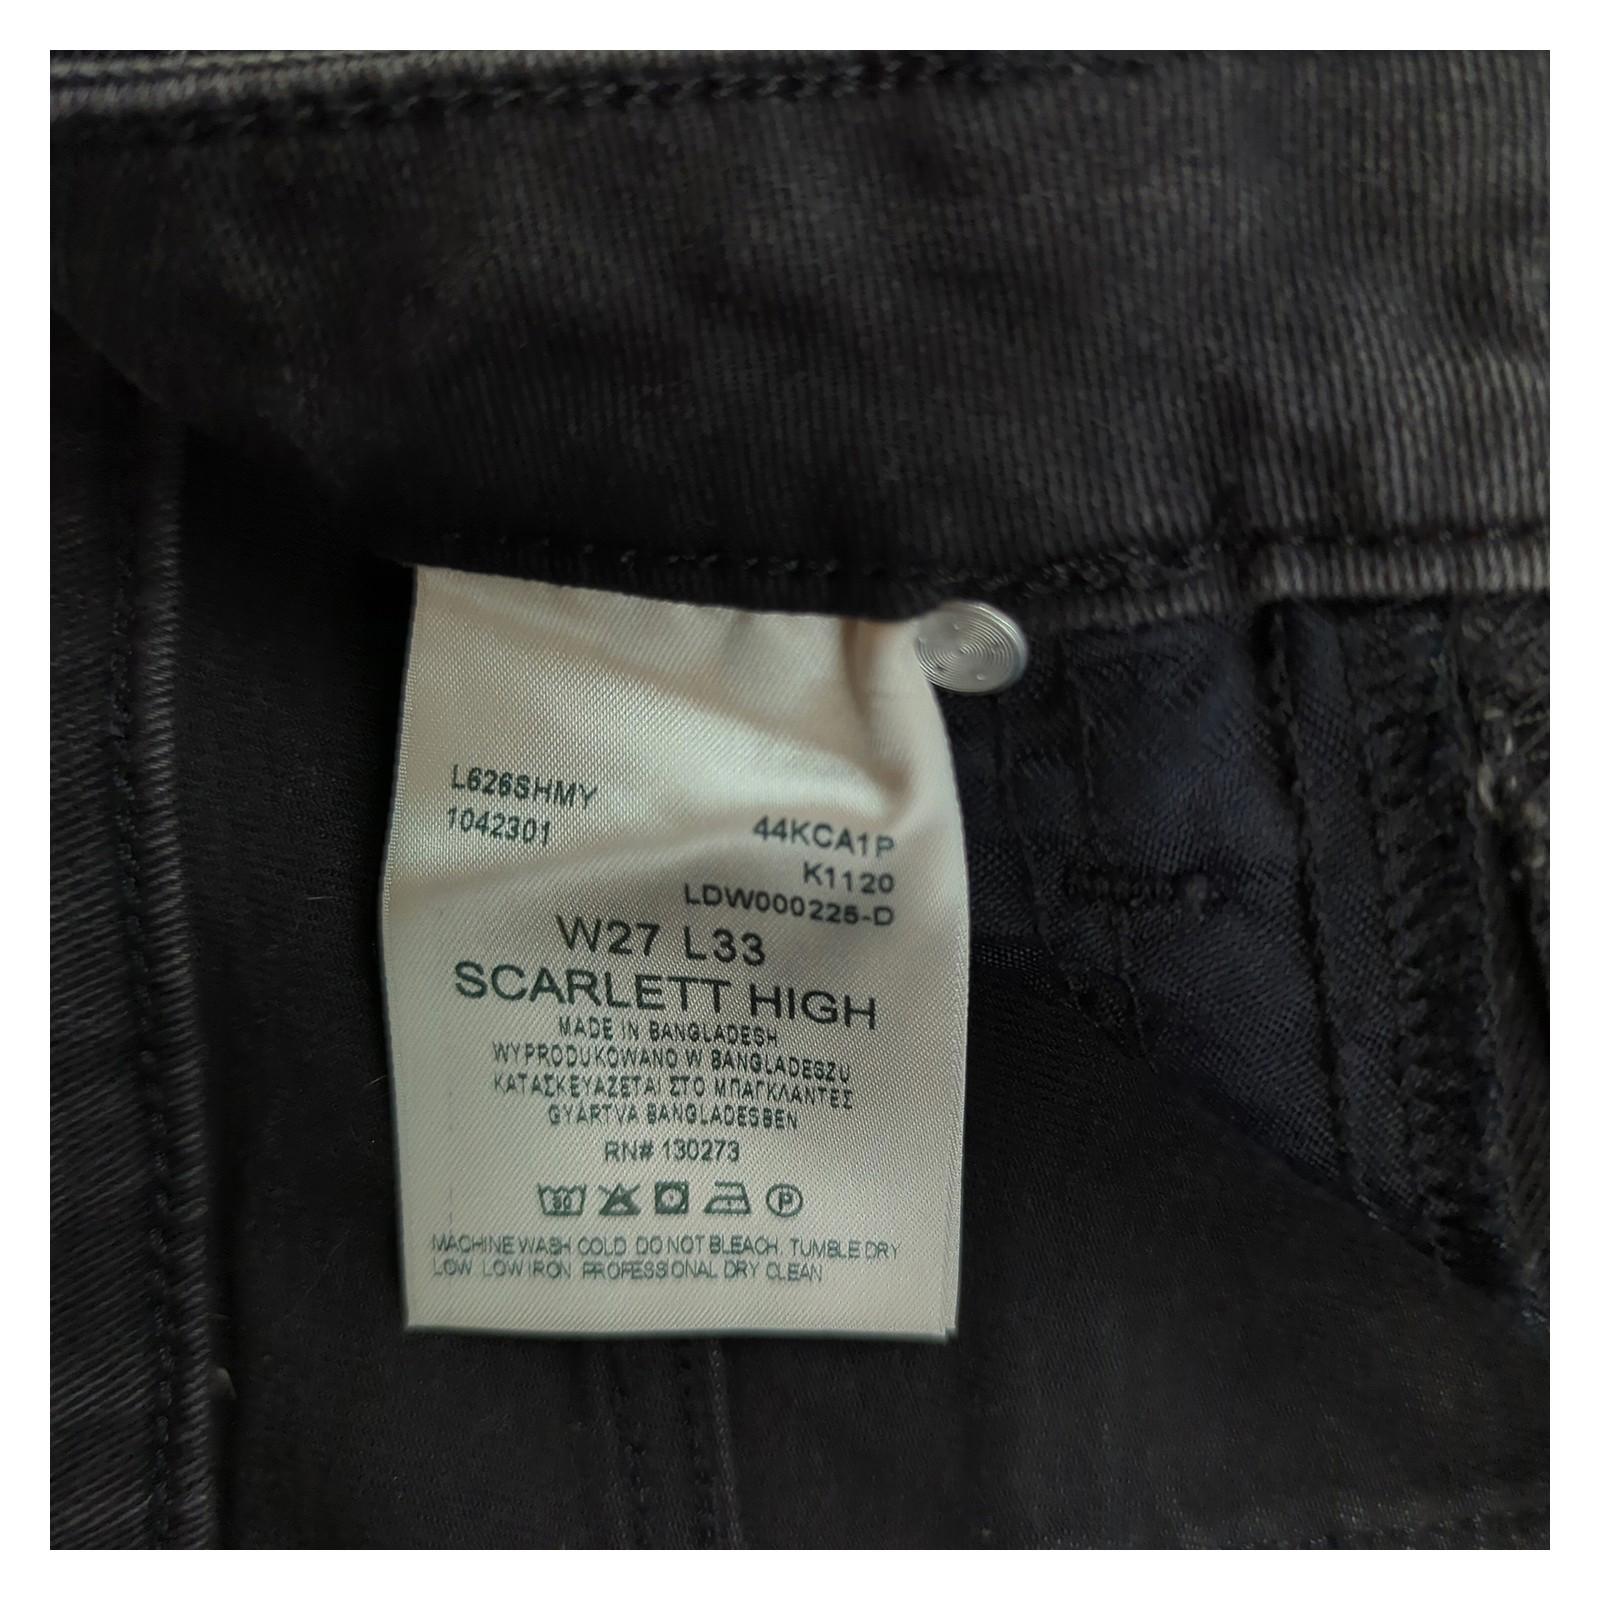 L626SHMY
1042301
44KCA1P
K1120
LDW000225-D
W27 L33
SCARLETT HIGH
MADE IN BANGLADESH
WYPRODUKOWANO W BANGLADESZU
ΚΑΤΑΣΚΕΥΑΖΕΤΑΙ ΣΤΟ ΜΠΑΓΚΛΑΝΤΕΣ
GYÁRTVA BANGLADESBEN
RN# 130273
30 P
MACHINE WASH COLD. DO NOT BLEACH. TUMBLE DRY
LOW LOW IRON PROFESSIONAL DRY CLEAN